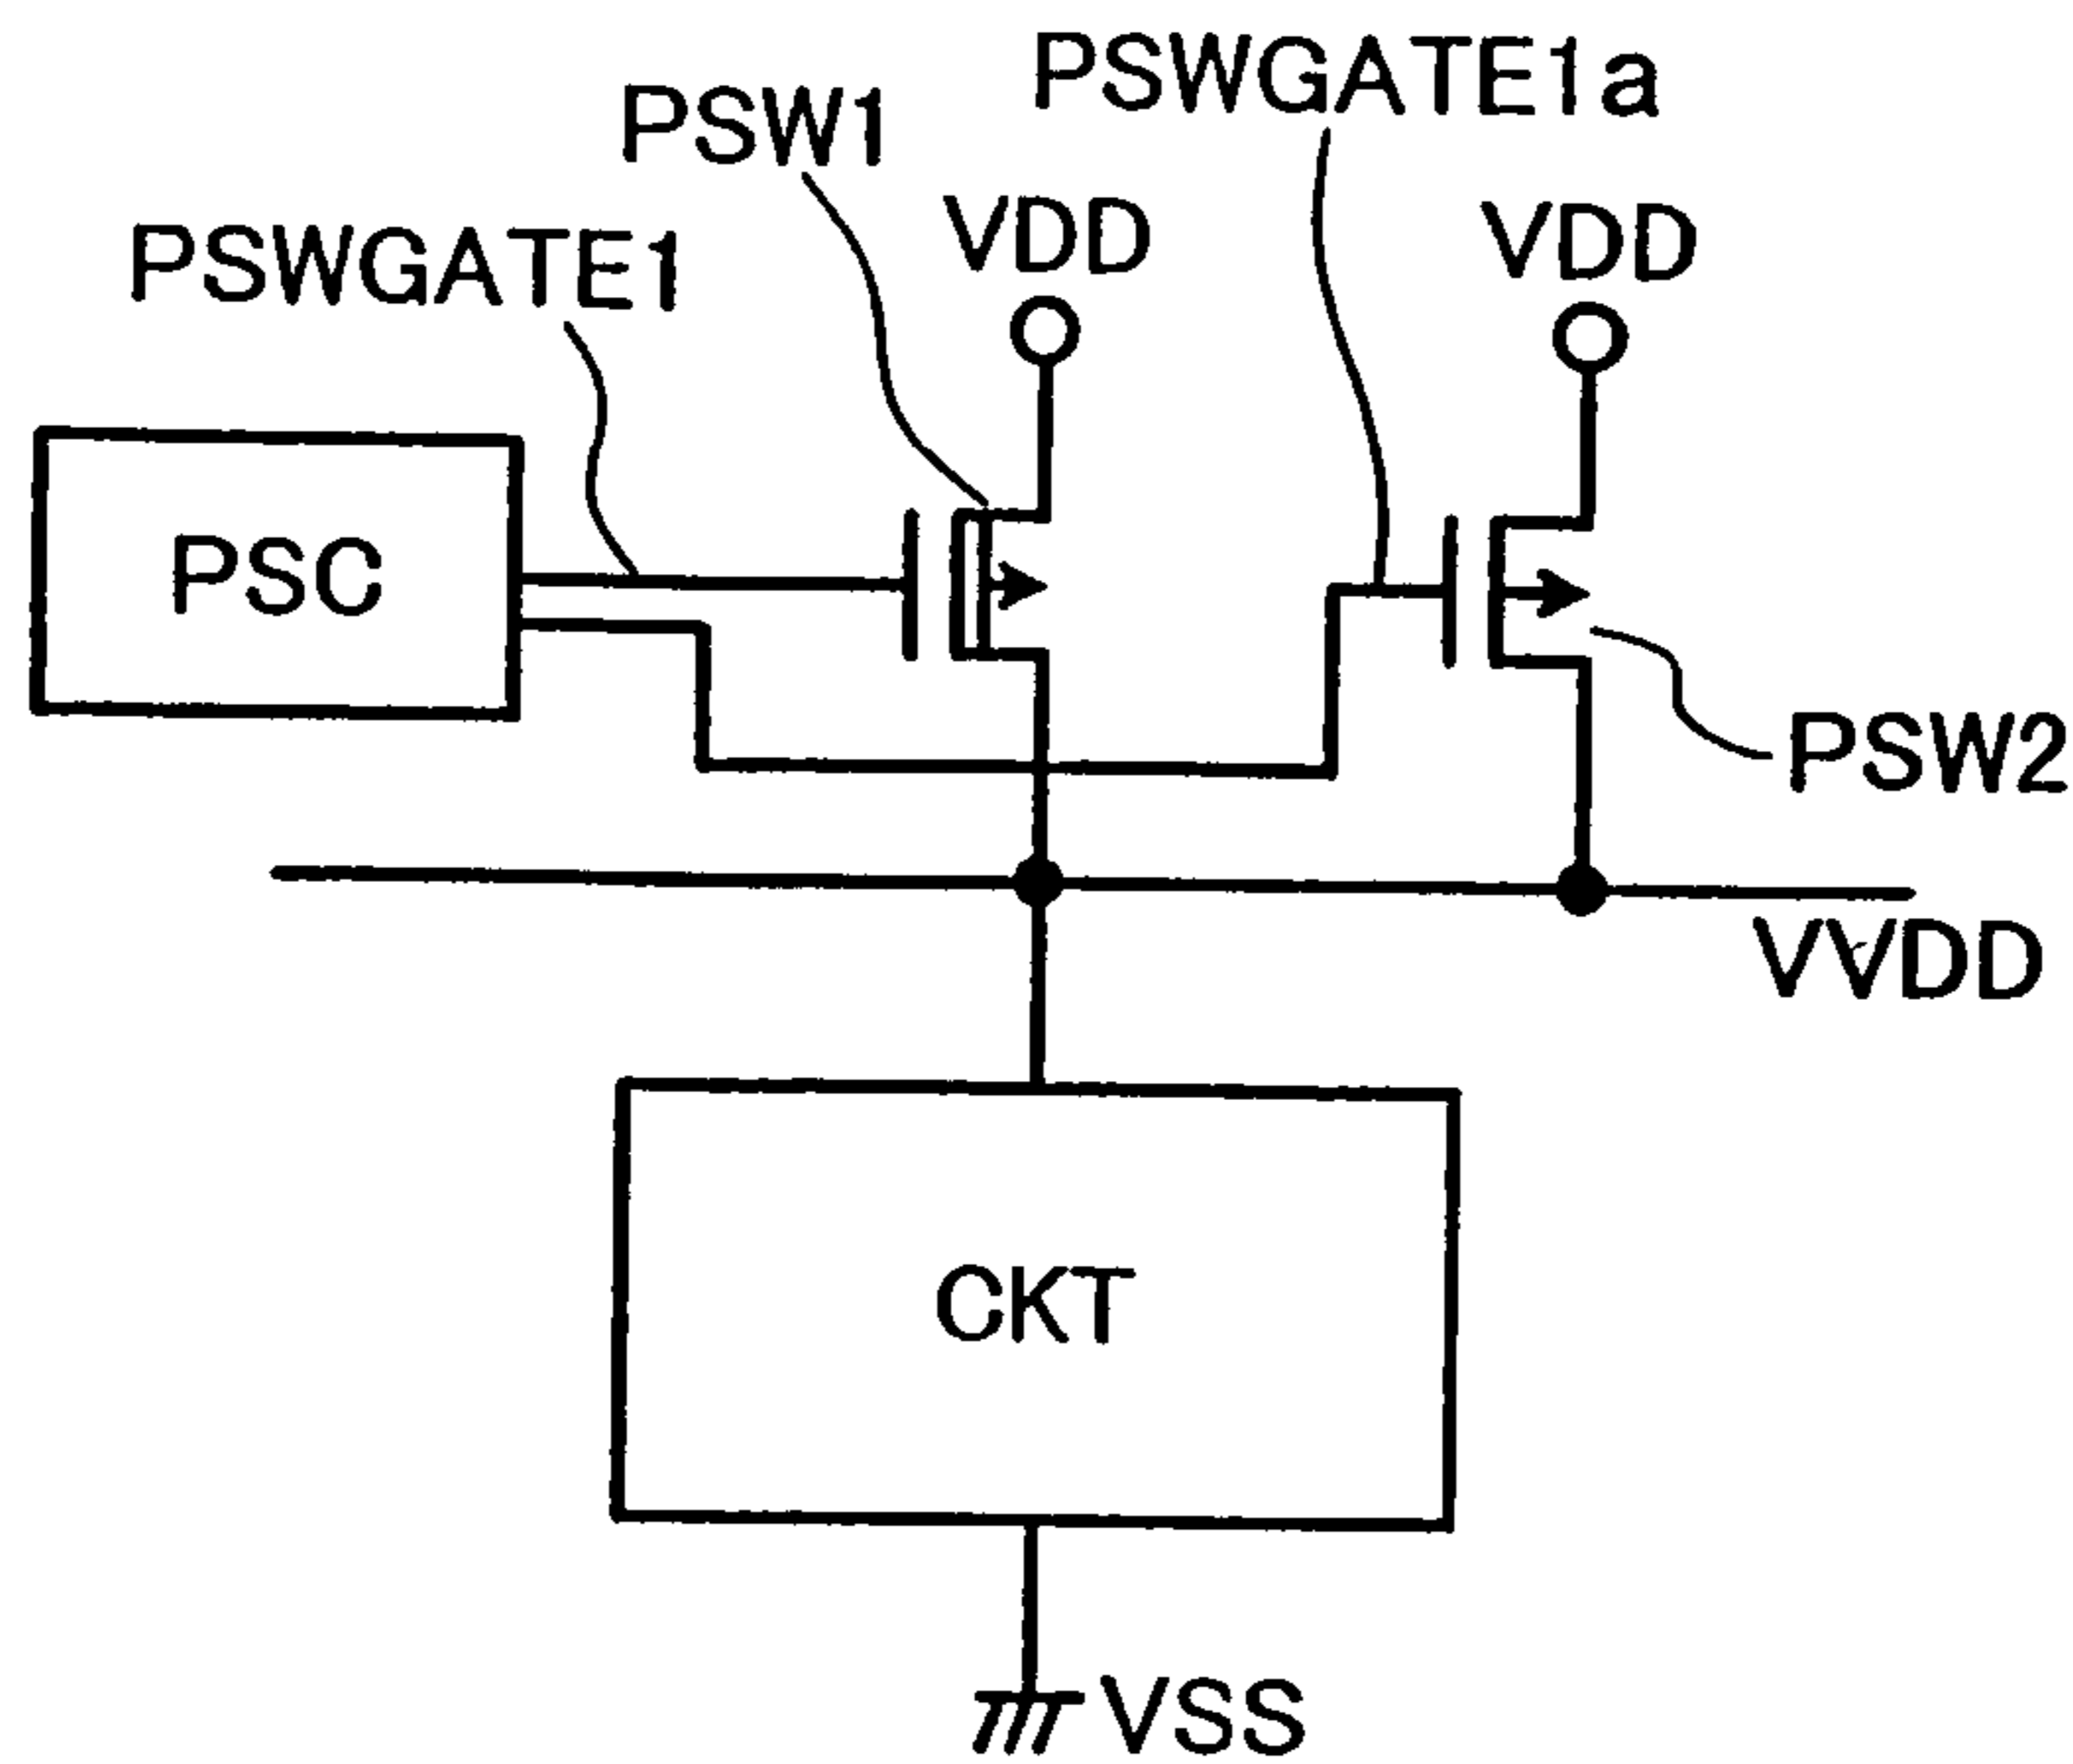 PSWGATE1a
PSW1
VDD
VDD
PSWGATE1
PSC
PSW2
VVDD
CKT
VSS